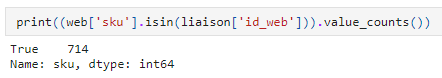 print((web['sku'].isin(liaison['id_web'])).value_counts())
True    714
Name: sku, dtype: int64